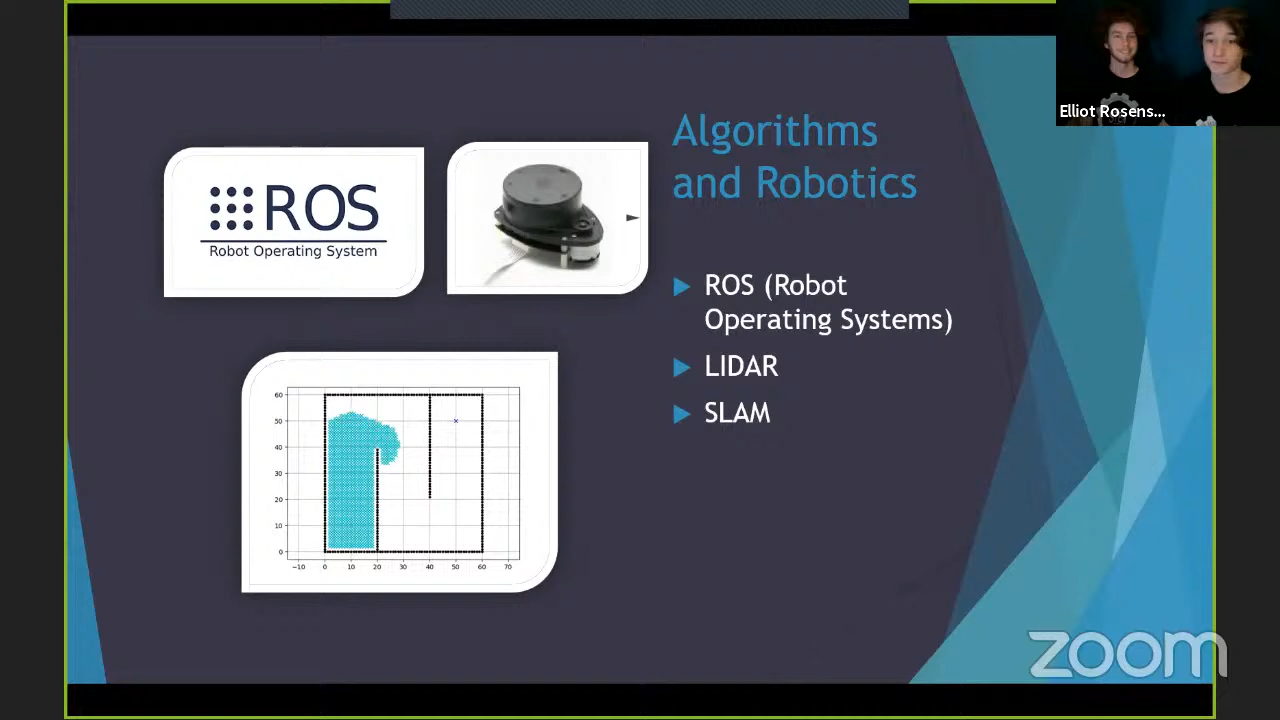 Elliot Rosens...
Algorithms
and Robotics
ROS
Robot Operating System
ROS (Robot
Operating Systems)
LIDAR
SLAM
60
50
40
30
20
10
0
−10 0 10 20 30 40 50 60 70
zoom